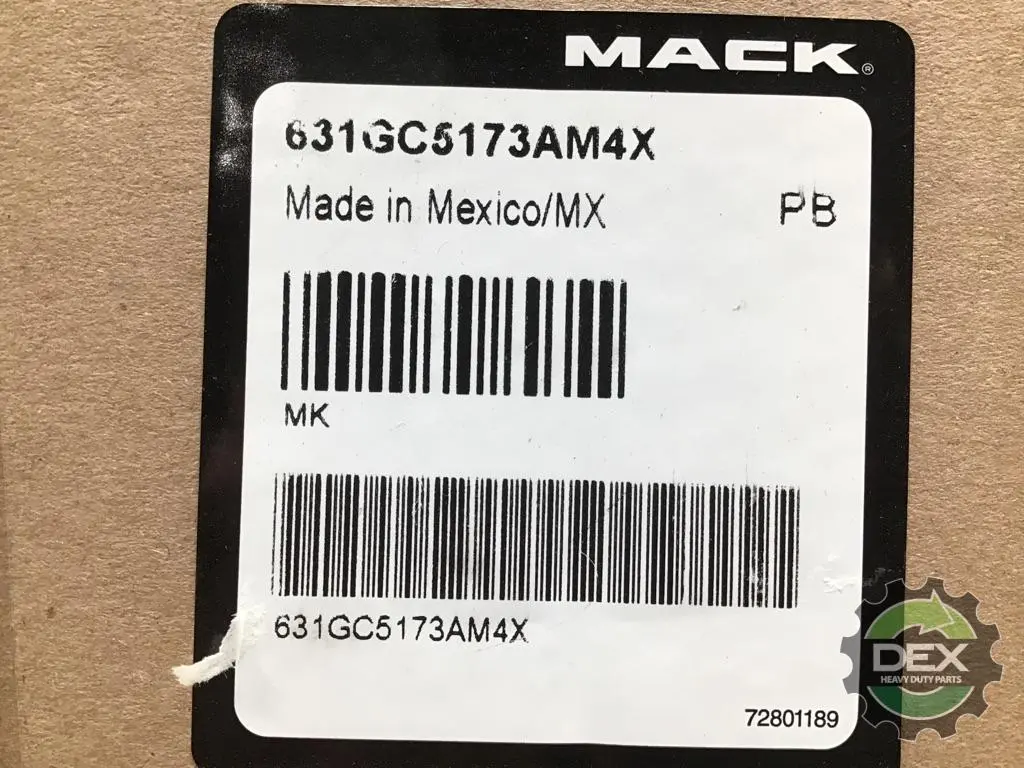 MACK®
631GC5173AM4X
Made in Mexico/MX PB
MK
631GC5173AM4X
DEX
HEAVY DUTY PARTS
72801189